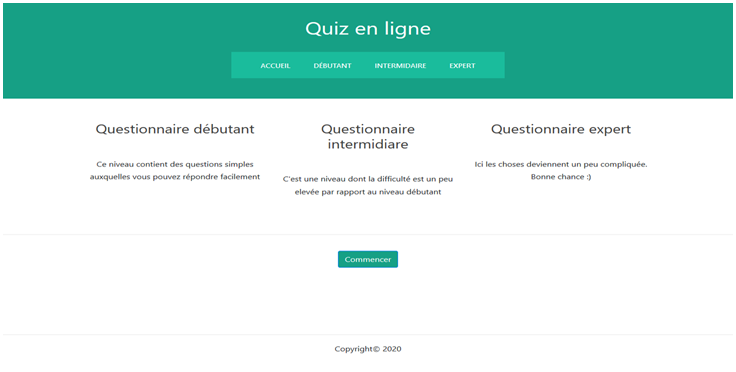 Quiz en ligne
ACCUEIL DÉBUTANT INTERMIDAIRE EXPERT
Questionnaire débutant
Ce niveau contient des questions simples
auxquelles vous pouvez répondre facilement
Questionnaire
intermidiare
C'est une niveau dont la difficulté est un peu
elevée par rapport au niveau débutant
Questionnaire expert
Ici les choses deviennent un peu compliquée.
Bonne chance :)
Commencer
Copyright© 2020